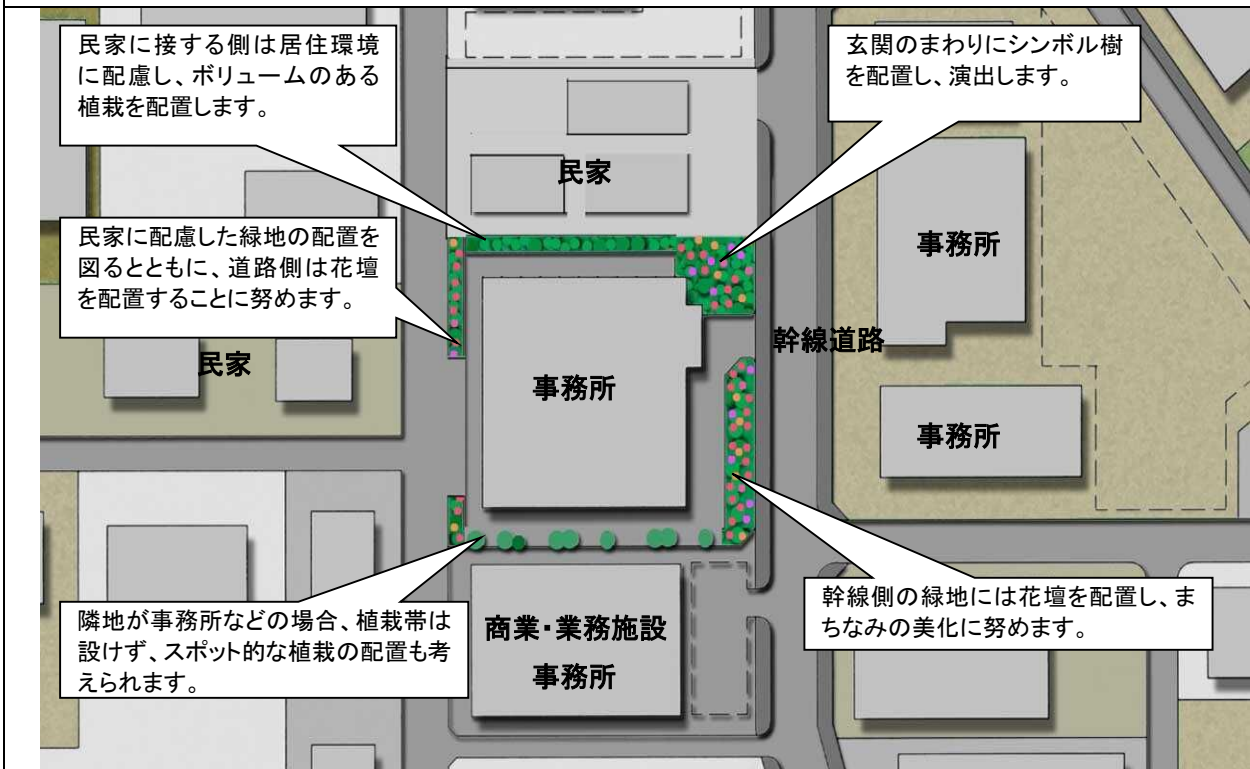 民家に接する側は居住環境
に配慮し、ボリュームのある
植栽を配置します。
玄関のまわりにシンボル樹
を配置し、演出します。
民家
民家に配慮した緑地の配置を
図るとともに、道路側は花壇
を配置することに努めます。
事務所
幹線道路
民家
事務所
事務所
隣地が事務所などの場合、植栽帯は
設けず、スポット的な植栽の配置も考
えられます。
商業・業務施設
事務所
幹線側の緑地には花壇を配置し、ま
ちなみの美化に努めます。